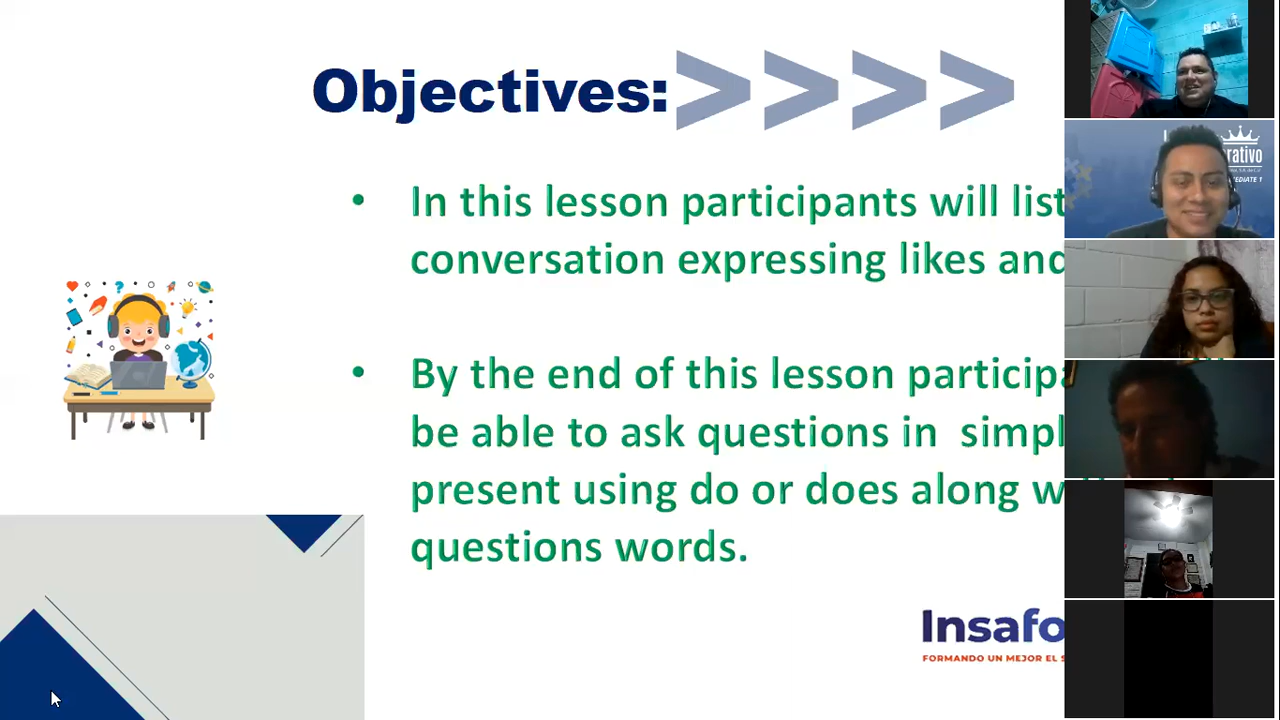 Objectives:
• In this lesson participants will list
conversation expressing likes and
• By the end of this lesson particip
be able to ask questions in simpl
present using do or does along w
questions words.
Insafo
FORMANDO UN MEJOR EL S
rativo
EDIATE 1